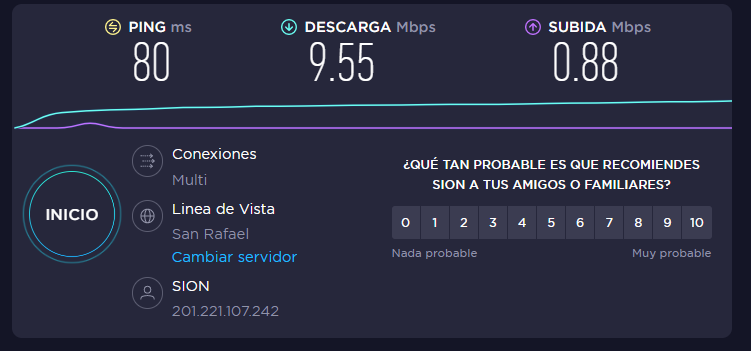 PING ms
80
DESCARGA Mbps
9.55
SUBIDA Mbps
0.88
INICIO
Conexiones
Multi
Linea de Vista
San Rafael
Cambiar servidor
SION
201.221.107.242
¿QUÉ TAN PROBABLE ES QUE RECOMIENDES
SION A TUS AMIGOS O FAMILIARES?
0 1 2 3 4 5 6 7 8 9 10
Nada probable Muy probable